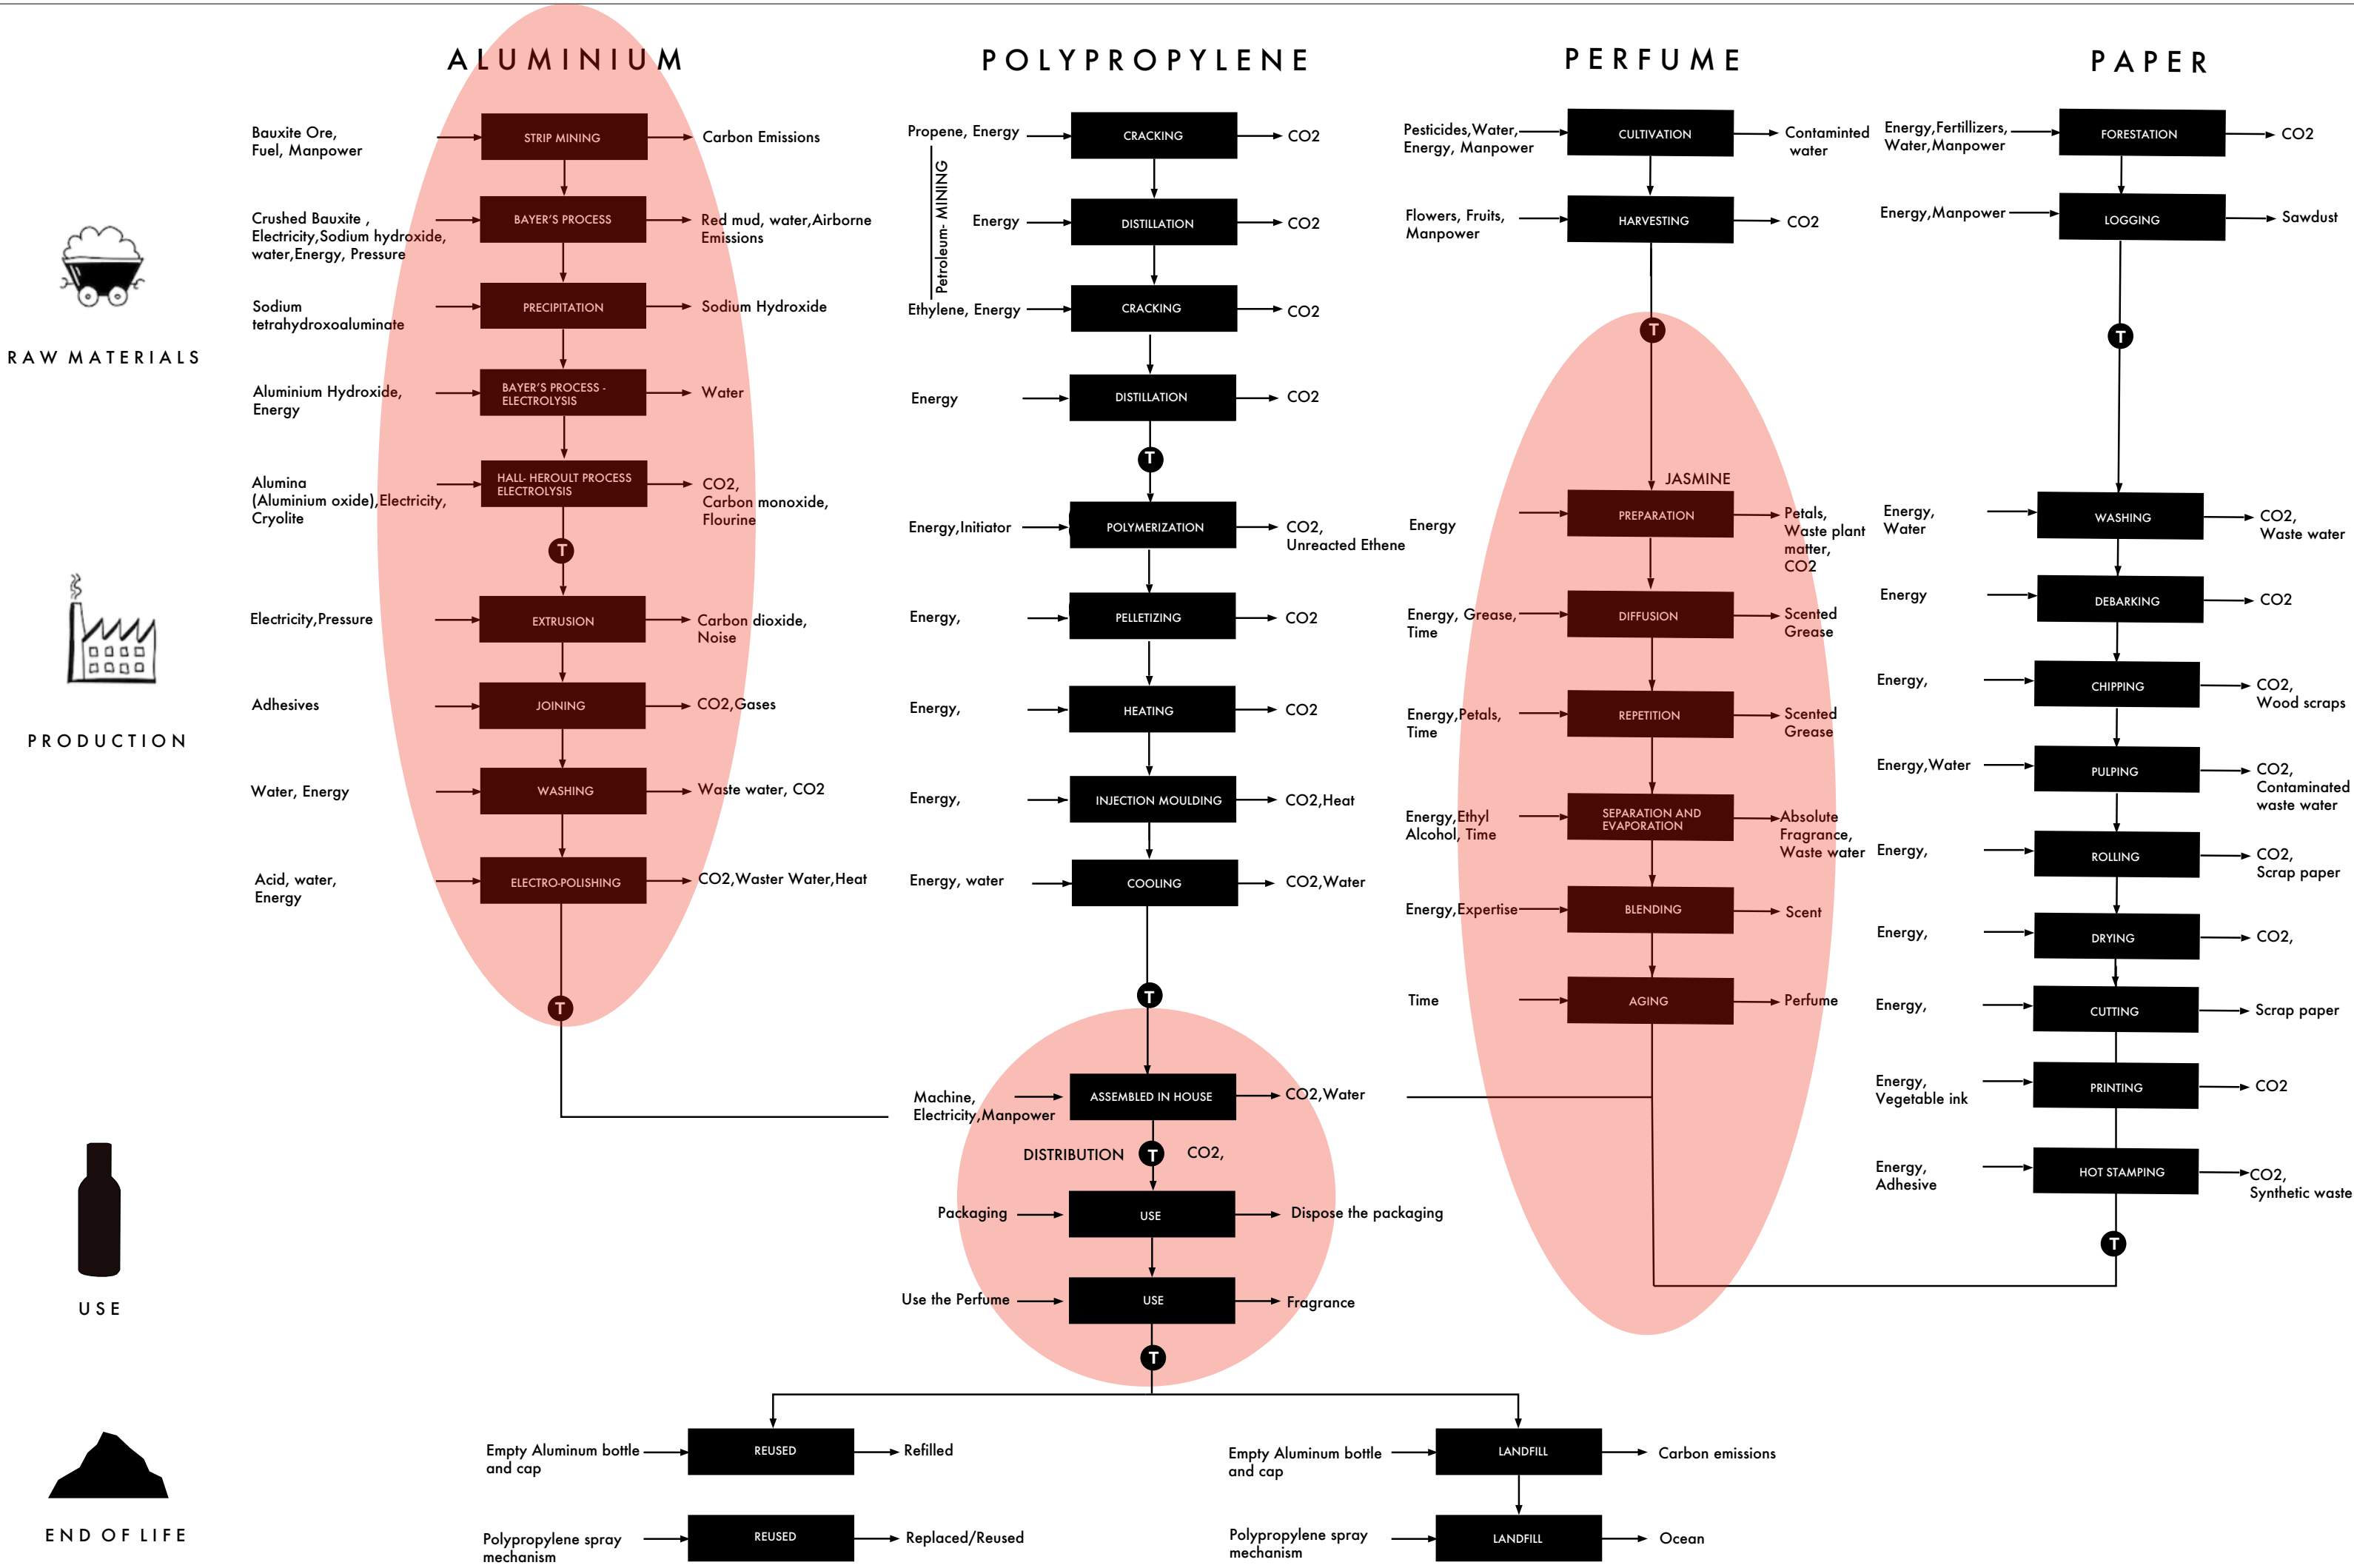 ALUMINIUM
POLYPROPYLENE
PERFUME
PAPER
RAW MATERIALS
PRODUCTION
USE
END OF LIFE
Bauxite Ore,
Fuel, Manpower
STRIP MINING
Carbon Emissions
Crushed Bauxite ,
Electricity,Sodium hydroxide,
water,Energy, Pressure
BAYER'S PROCESS
Red mud, water,Airborne
Emissions
Sodium
tetrahydroxoaluminate
PRECIPITATION
Sodium Hydroxide
Aluminium Hydroxide,
Energy
BAYER'S PROCESS -
ELECTROLYSIS
Water
Alumina
(Aluminium oxide),Electricity,
Cryolite
HALL- HEROULT PROCESS
ELECTROLYSIS
CO2,
Carbon monoxide,
Flourine
T
Electricity,Pressure
EXTRUSION
Carbon dioxide,
Noise
Adhesives
JOINING
CO2,Gases
Water, Energy
WASHING
Waste water, CO2
Acid, water,
Energy
ELECTRO-POLISHING
CO2,Waster Water,Heat
T
Propene, Energy
CRACKING
CO2
Petroleum- MINING
Energy
DISTILLATION
CO2
Ethylene, Energy
CRACKING
CO2
Energy
DISTILLATION
CO2
T
Energy,Initiator
POLYMERIZATION
CO2,
Unreacted Ethene
Energy,
PELLETIZING
CO2
Energy,
HEATING
CO2
Energy,
INJECTION MOULDING
CO2,Heat
Energy, water
COOLING
CO2,Water
T
Machine,
Electricity,Manpower
ASSEMBLED IN HOUSE
CO2,Water
DISTRIBUTION
T
CO2,
Packaging
USE
Dispose the packaging
Use the Perfume
USE
Fragrance
T
Pesticides,Water,
Energy, Manpower
CULTIVATION
Contaminted
water
Flowers, Fruits,
Manpower
HARVESTING
CO2
T
JASMINE
Energy
PREPARATION
Petals,
Waste plant
matter,
CO2
Energy, Grease,
Time
DIFFUSION
Scented
Grease
Energy,Petals,
Time
REPETITION
Scented
Grease
Energy,Ethyl
Alcohol, Time
SEPARATION AND
EVAPORATION
Absolute
Fragrance,
Waste water
Energy,Expertise
BLENDING
Scent
Time
AGING
Perfume
Energy,Fertillizers,
Water,Manpower
FORESTATION
CO2
Energy,Manpower
LOGGING
Sawdust
T
Energy,
Water
WASHING
CO2,
Waste water
Energy
DEBARKING
CO2
Energy,
CHIPPING
CO2,
Wood scraps
Energy,Water
PULPING
CO2,
Contaminated
waste water
Energy,
ROLLING
CO2,
Scrap paper
Energy,
DRYING
CO2,
Energy,
CUTTING
Scrap paper
Energy,
Vegetable ink
PRINTING
CO2
Energy,
Adhesive
HOT STAMPING
CO2,
Synthetic waste
T
Empty Aluminum bottle
and cap
REUSED
Refilled
Polypropylene spray
mechanism
REUSED
Replaced/Reused
Empty Aluminum bottle
and cap
LANDFILL
Carbon emissions
Polypropylene spray
mechanism
LANDFILL
Ocean